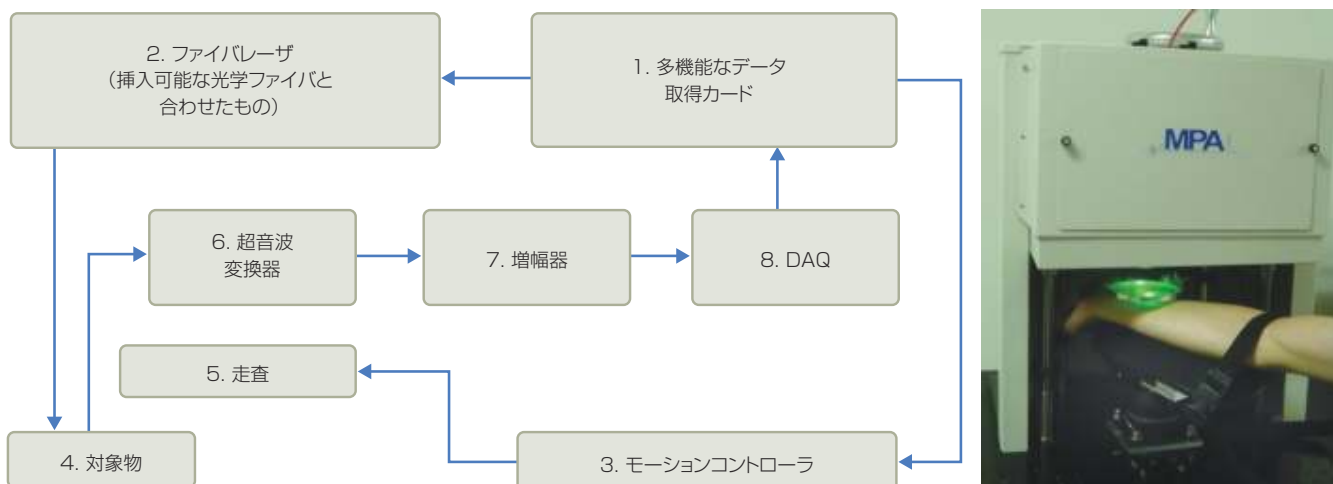 2. ファイバレーザ
（挿入可能な光学ファイバと
合わせたもの）
1. 多機能なデータ
取得カード
6. 超音波
変換器
7. 増幅器
8. DAQ
5. 走査
4. 対象物
3. モーションコントローラ
MPA